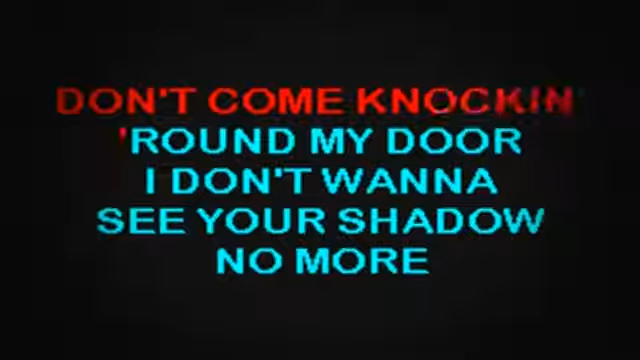 DON'T COME KNOCKIN'
'ROUND MY DOOR
I DON'T WANNA
SEE YOUR SHADOW
NO MORE